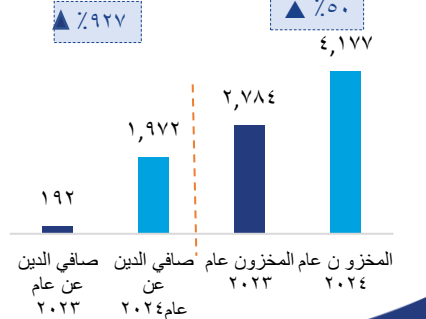 ▲ ٪٥٠
▲ ٪٩٢٧
٤,١٧٧
٢,٧٨٤
١,٩٧٢
١٩٢
المخزو ن عام
٢٠٢٤
المخزون عام
٢٠٢٣
صافي الدين
عن
عام٢٠٢٤
صافي الدين
عن عام
٢٠٢٣